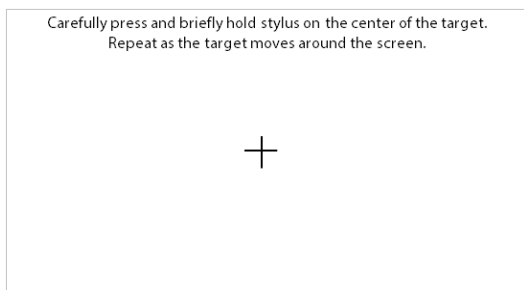 Carefully press and briefly hold stylus on the center of the target.
Repeat as the target moves around the screen.